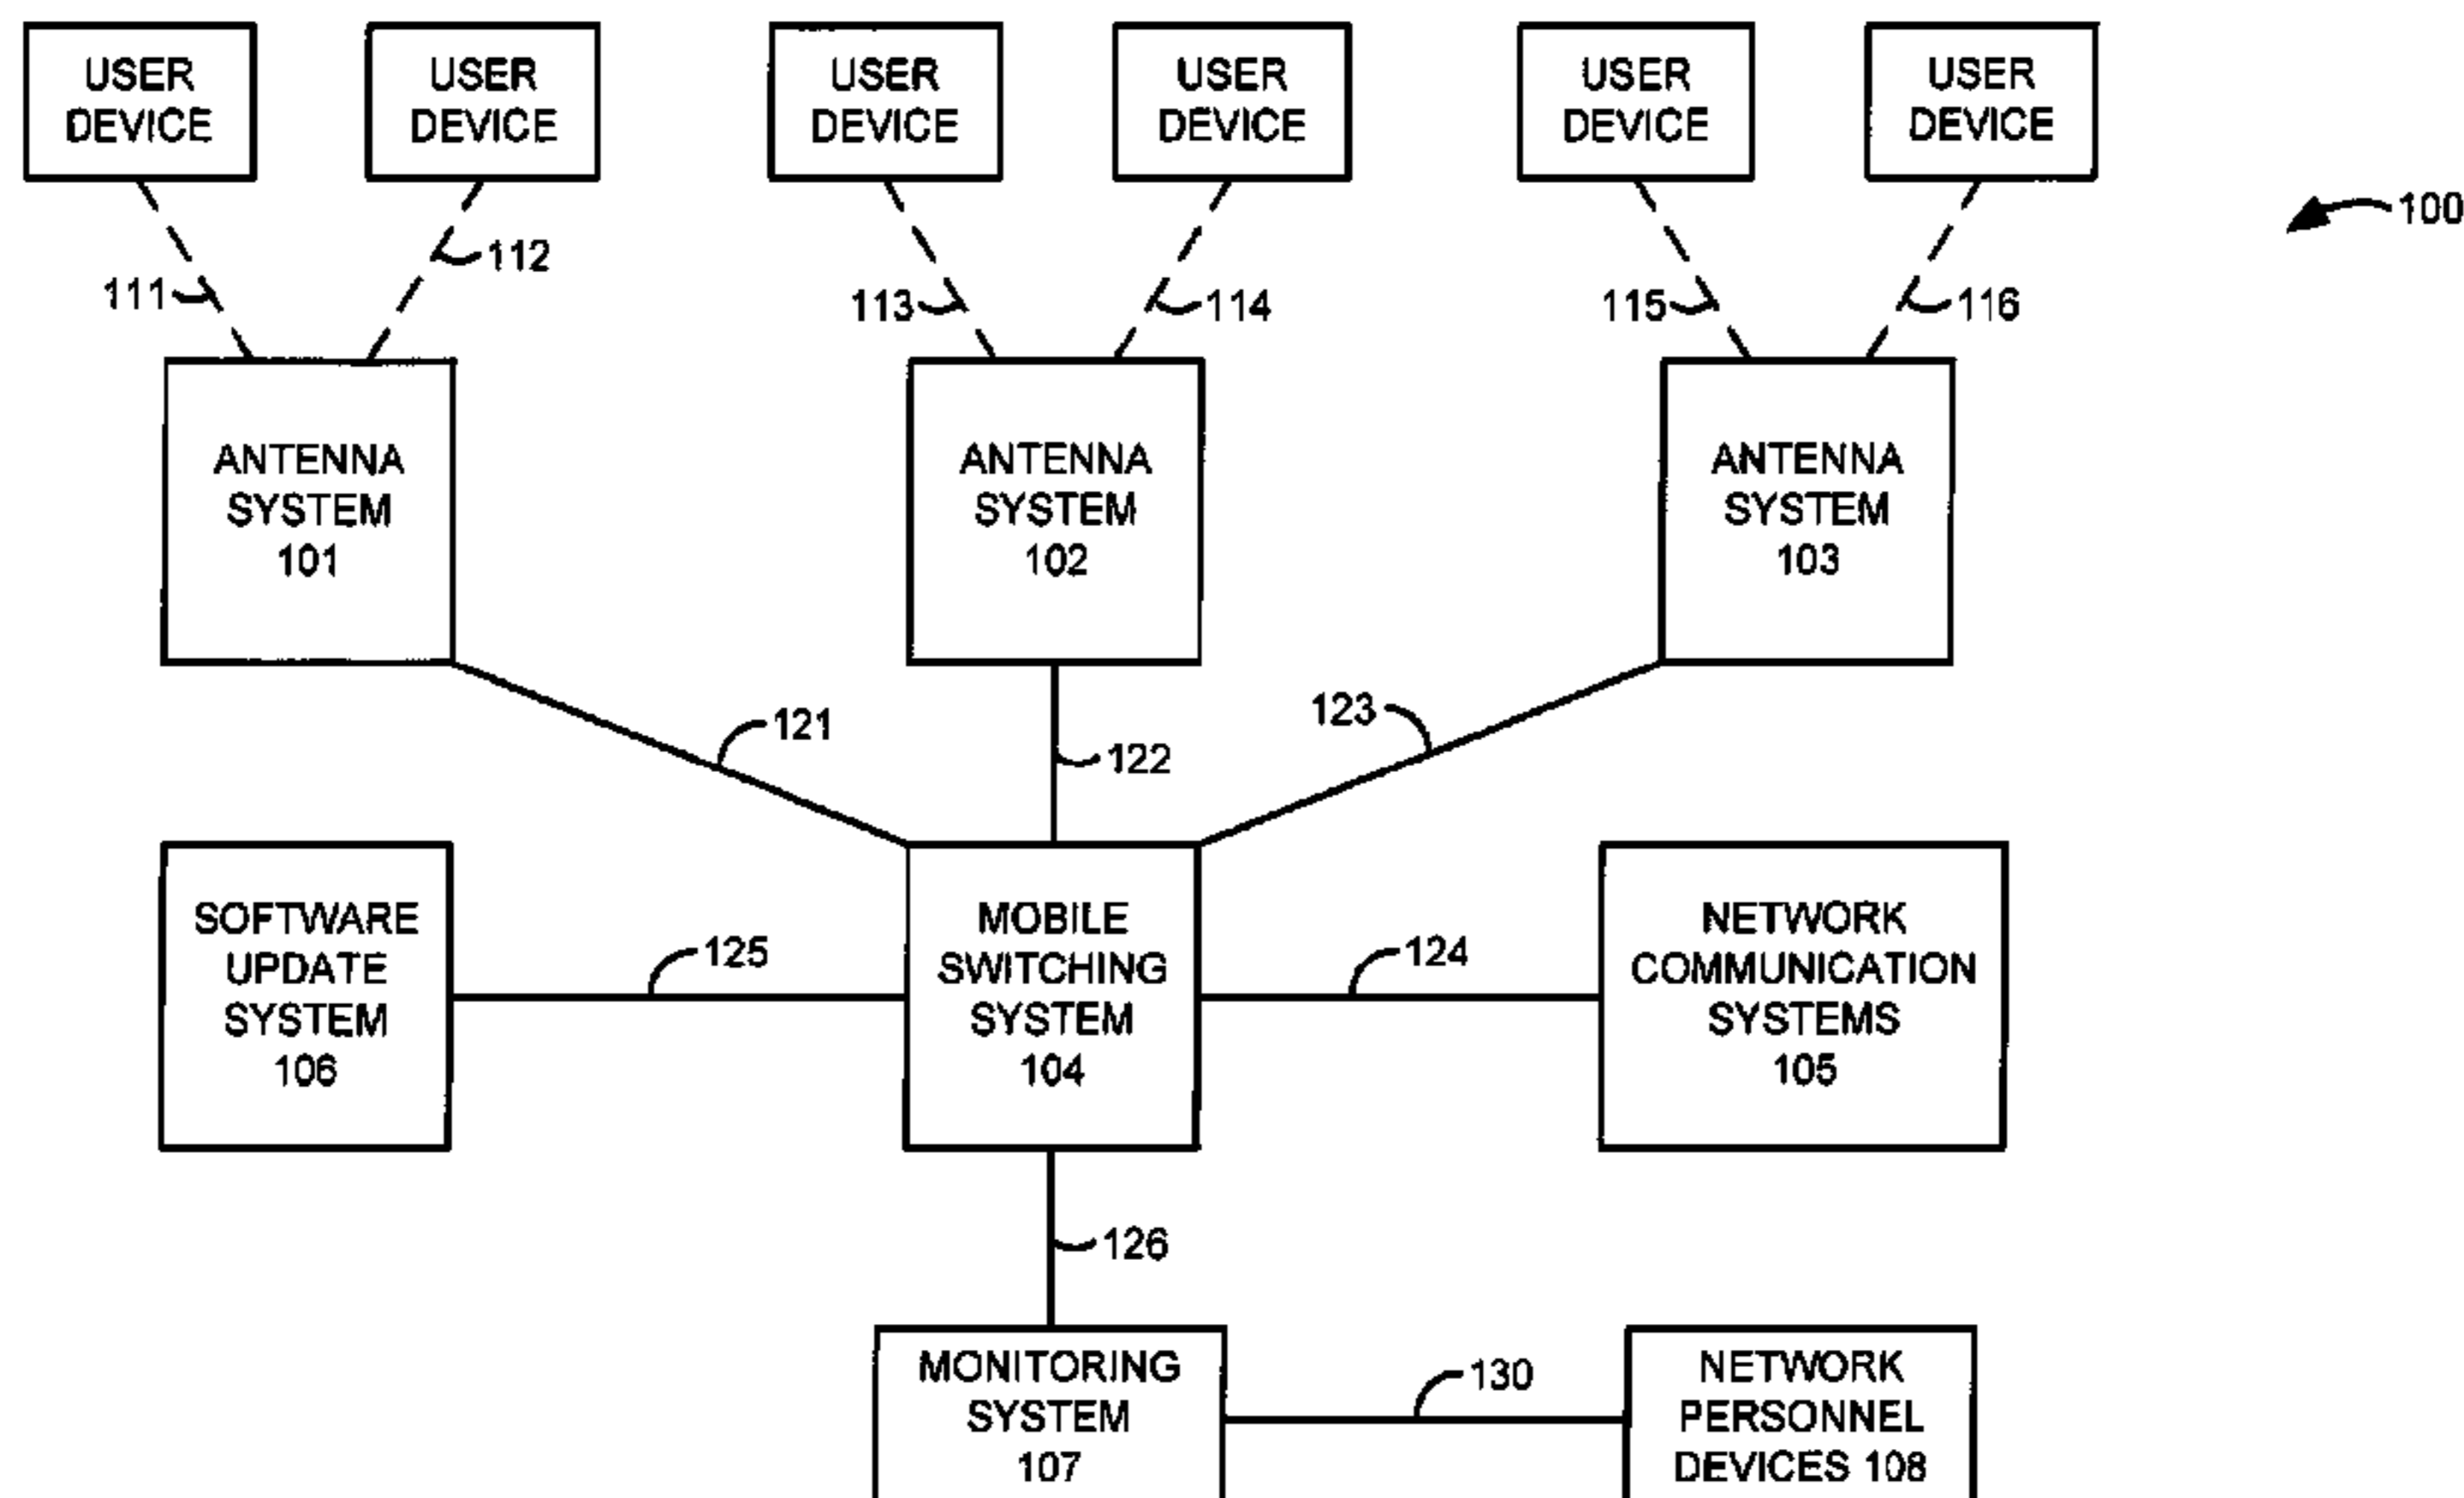 USER
DEVICE
USER
DEVICE
USER
DEVICE
USER
DEVICE
USER
DEVICE
USER
DEVICE
100
111
112
113
114
115
116
ANTENNA
SYSTEM
101
ANTENNA
SYSTEM
102
ANTENNA
SYSTEM
103
121
122
123
SOFTWARE
UPDATE
SYSTEM
106
125
MOBILE
SWITCHING
SYSTEM
104
124
NETWORK
COMMUNICATION
SYSTEMS
105
126
MONITORING
SYSTEM
107
130
NETWORK
PERSONNEL
DEVICES 108